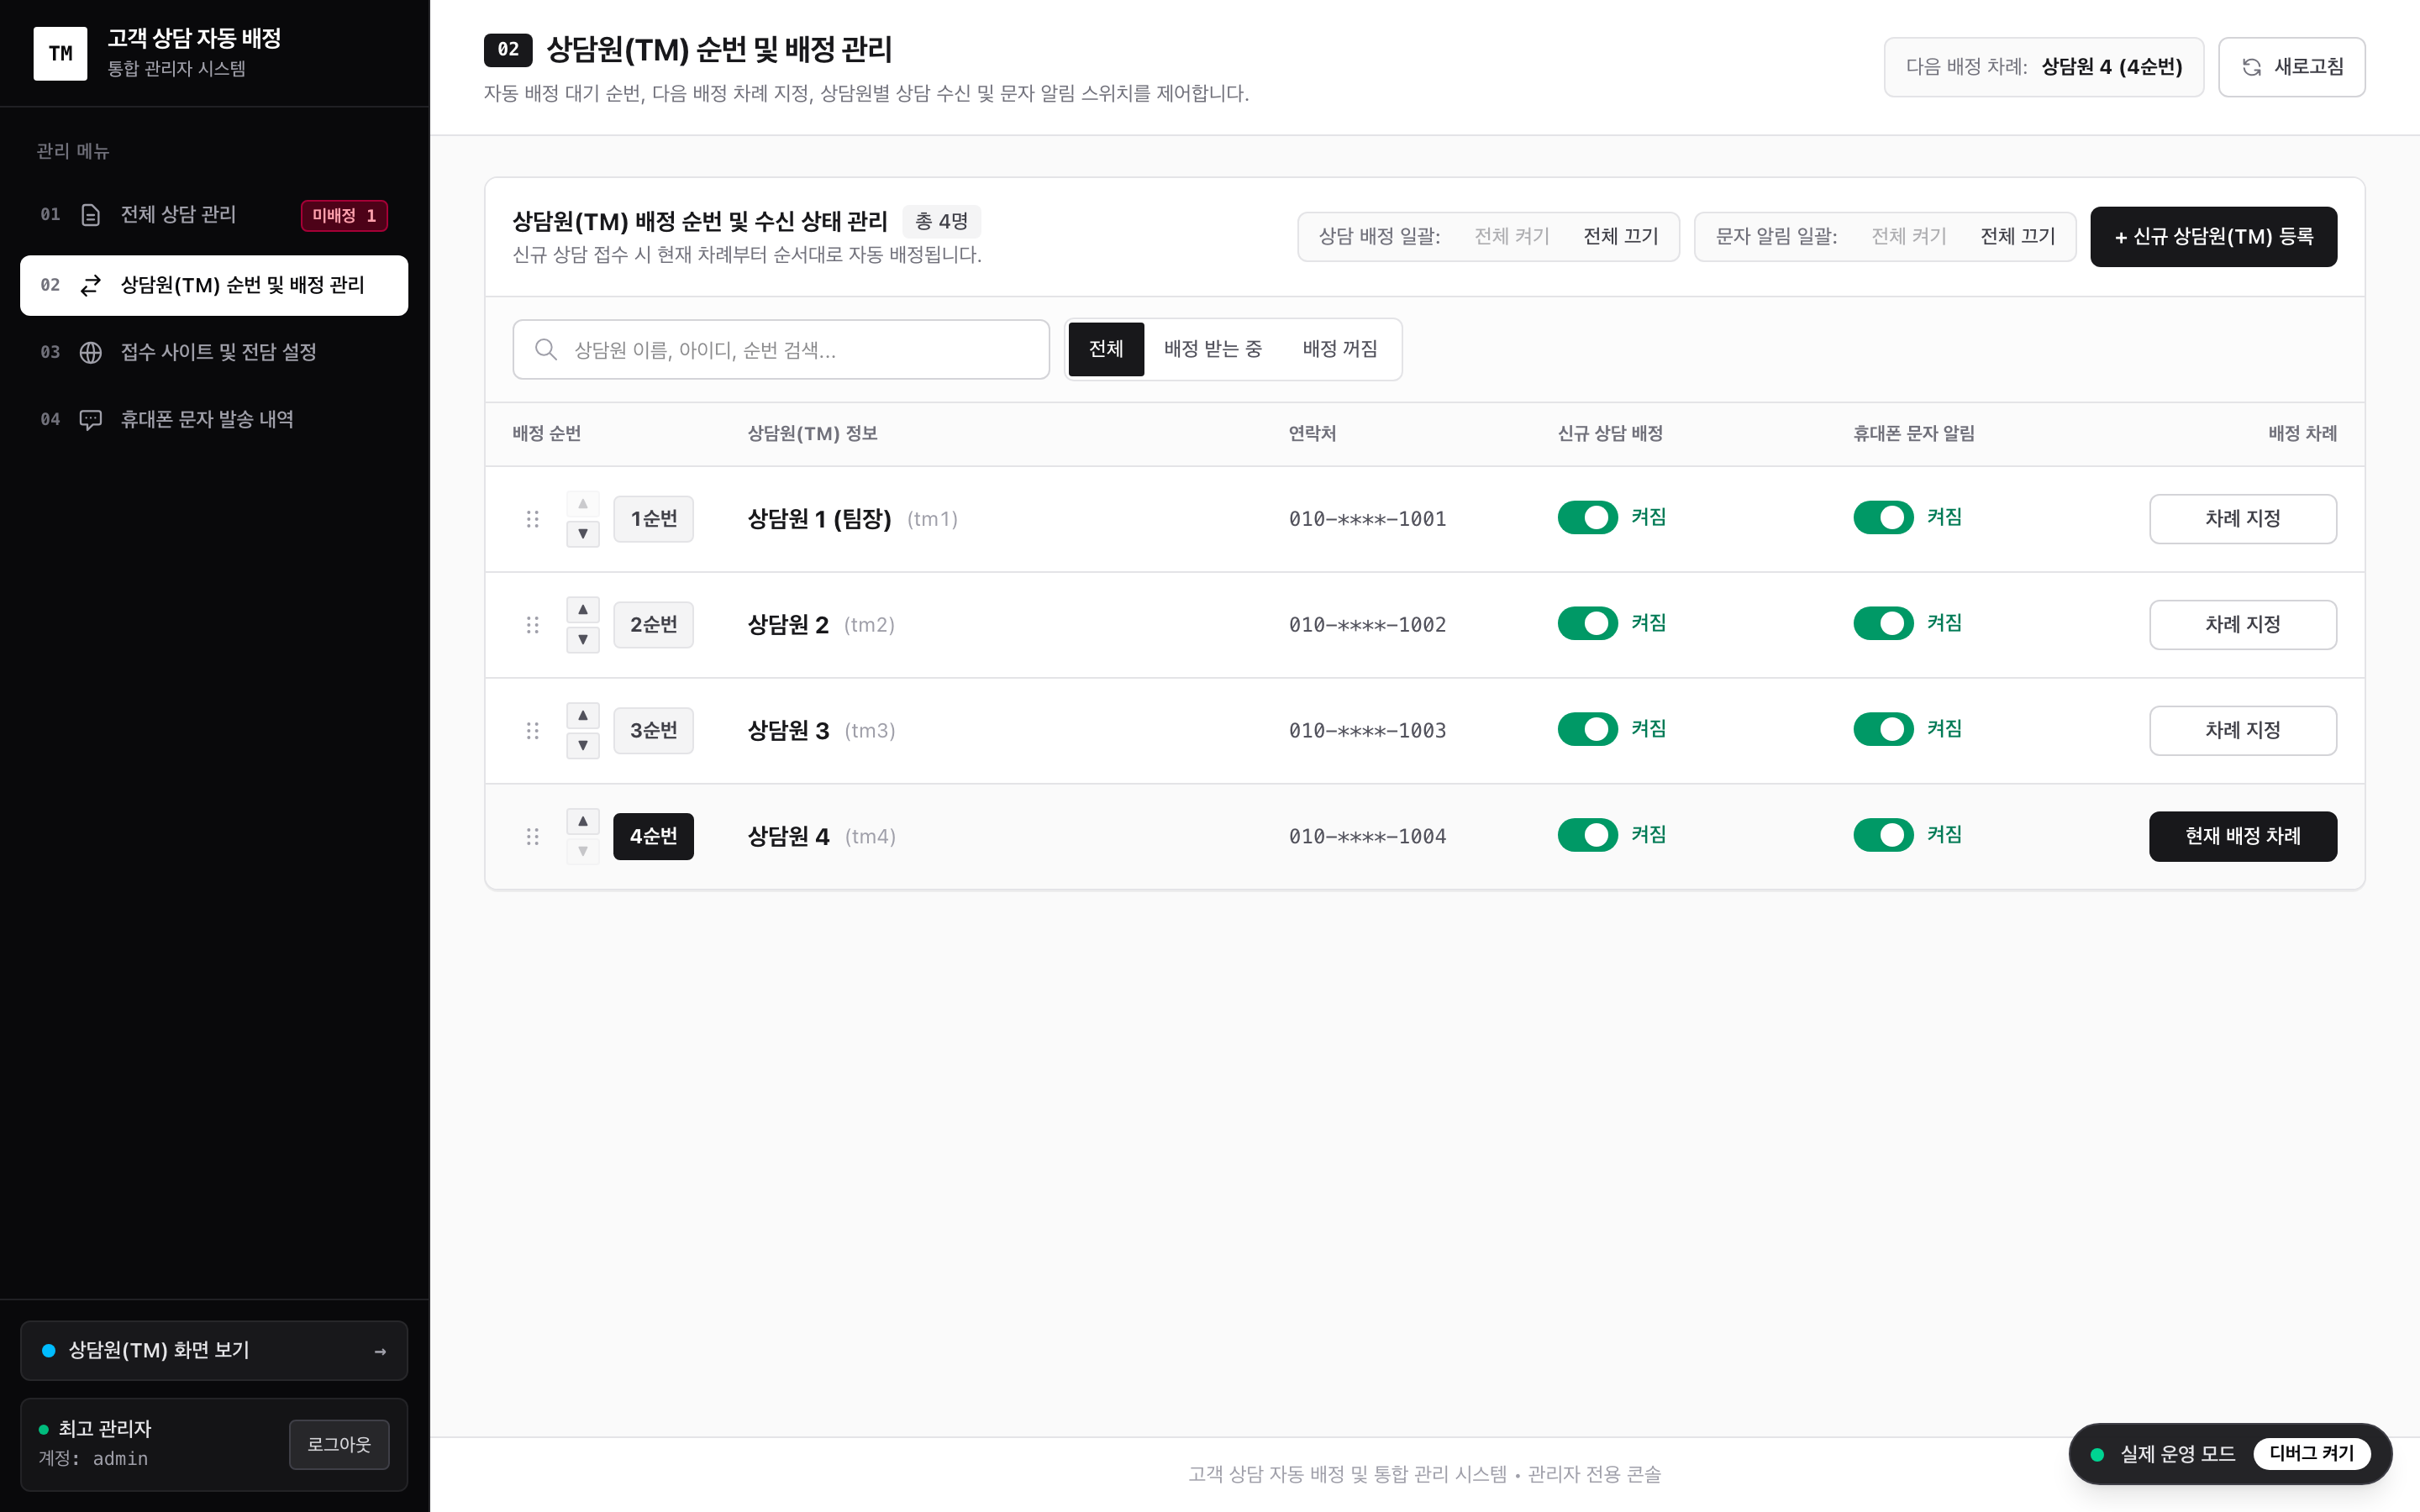 TM
고객 상담 자동 배정
통합 관리자 시스템
관리 메뉴
01 전체 상담 관리 미배정 1
02 상담원(TM) 순번 및 배정 관리
03 접수 사이트 및 전담 설정
04 휴대폰 문자 발송 내역
상담원(TM) 화면 보기 →
최고 관리자
계정: admin
로그아웃
02 상담원(TM) 순번 및 배정 관리
자동 배정 대기 순번, 다음 배정 차례 지정, 상담원별 상담 수신 및 문자 알림 스위치를 제어합니다.
다음 배정 차례: 상담원 4 (4순번)
새로고침
상담원(TM) 배정 순번 및 수신 상태 관리 총 4명
신규 상담 접수 시 현재 차례부터 순서대로 자동 배정됩니다.
상담 배정 일괄: 전체 켜기 전체 끄기
문자 알림 일괄: 전체 켜기 전체 끄기
+ 신규 상담원(TM) 등록
상담원 이름, 아이디, 순번 검색...
전체 배정 받는 중 배정 꺼짐
배정 순번 상담원(TM) 정보 연락처 신규 상담 배정 휴대폰 문자 알림 배정 차례
▲ ▼ 1순번 상담원 1 (팀장) (tm1) 010-****-1001 켜짐 켜짐 차례 지정
▲ ▼ 2순번 상담원 2 (tm2) 010-****-1002 켜짐 켜짐 차례 지정
▲ ▼ 3순번 상담원 3 (tm3) 010-****-1003 켜짐 켜짐 차례 지정
▲ ▼ 4순번 상담원 4 (tm4) 010-****-1004 켜짐 켜짐 현재 배정 차례
고객 상담 자동 배정 및 통합 관리 시스템 • 관리자 전용 콘솔
실제 운영 모드 디버그 켜기